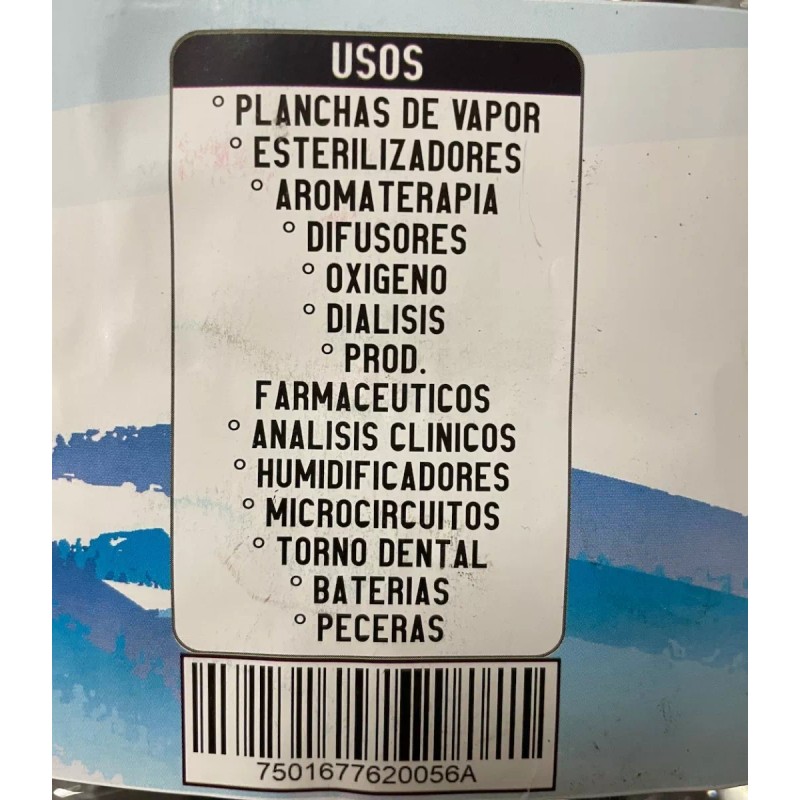 USOS
° PLANCHAS DE VAPOR
° ESTERILIZADORES
° AROMATERAPIA
° DIFUSORES
° OXIGENO
° DIALISIS
° PROD.
FARMACEUTICOS
° ANALISIS CLINICOS
° HUMIDIFICADORES
° MICROCIRCUITOS
° TORNO DENTAL
° BATERIAS
° PECERAS
7501677620056A